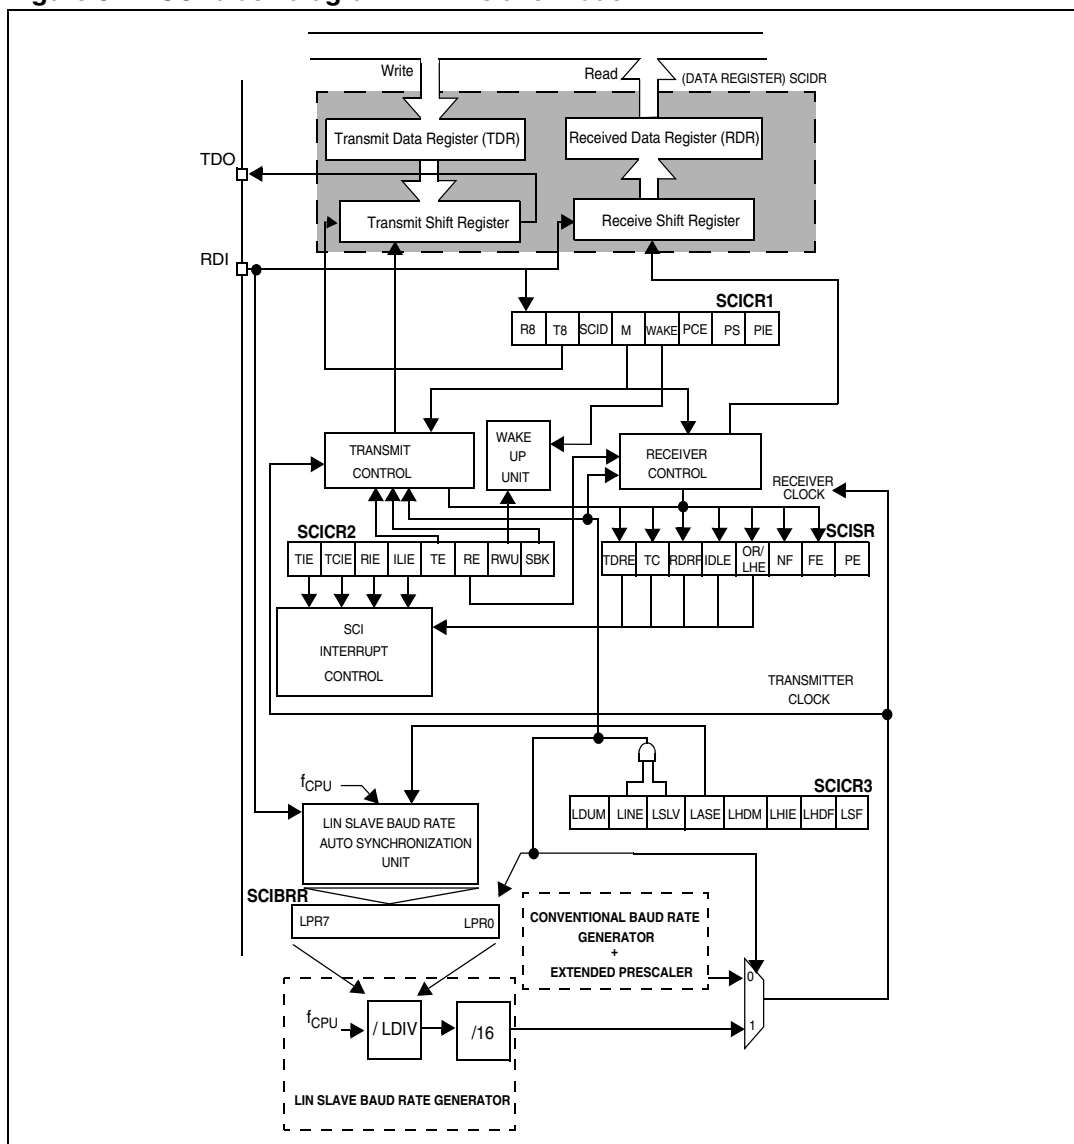 Write
Read
(DATA REGISTER) SCIDR
Transmit Data Register (TDR)
Received Data Register (RDR)
TDO
Transmit Shift Register
Receive Shift Register
RDI
SCICR1
R8 T8 SCID M WAKE PCE PS PIE
TRANSMIT
CONTROL
WAKE
UP
UNIT
RECEIVER
CONTROL
RECEIVER
CLOCK
SCICR2
SCISR
TIE TCIE RIE ILIE TE RE RWU SBK
TDRE TC RDRF IDLE OR/
LHE NF FE PE
SCI
INTERRUPT
CONTROL
TRANSMITTER
CLOCK
fCPU
SCICR3
LDUM LINE LSLV LASE LHDM LHIE LHDF LSF
LIN SLAVE BAUD RATE
AUTO SYNCHRONIZATION
UNIT
SCIBRR
LPR7 LPR0
CONVENTIONAL BAUD RATE
GENERATOR
+
EXTENDED PRESCALER
0
fCPU
/ LDIV
/16
1
LIN SLAVE BAUD RATE GENERATOR